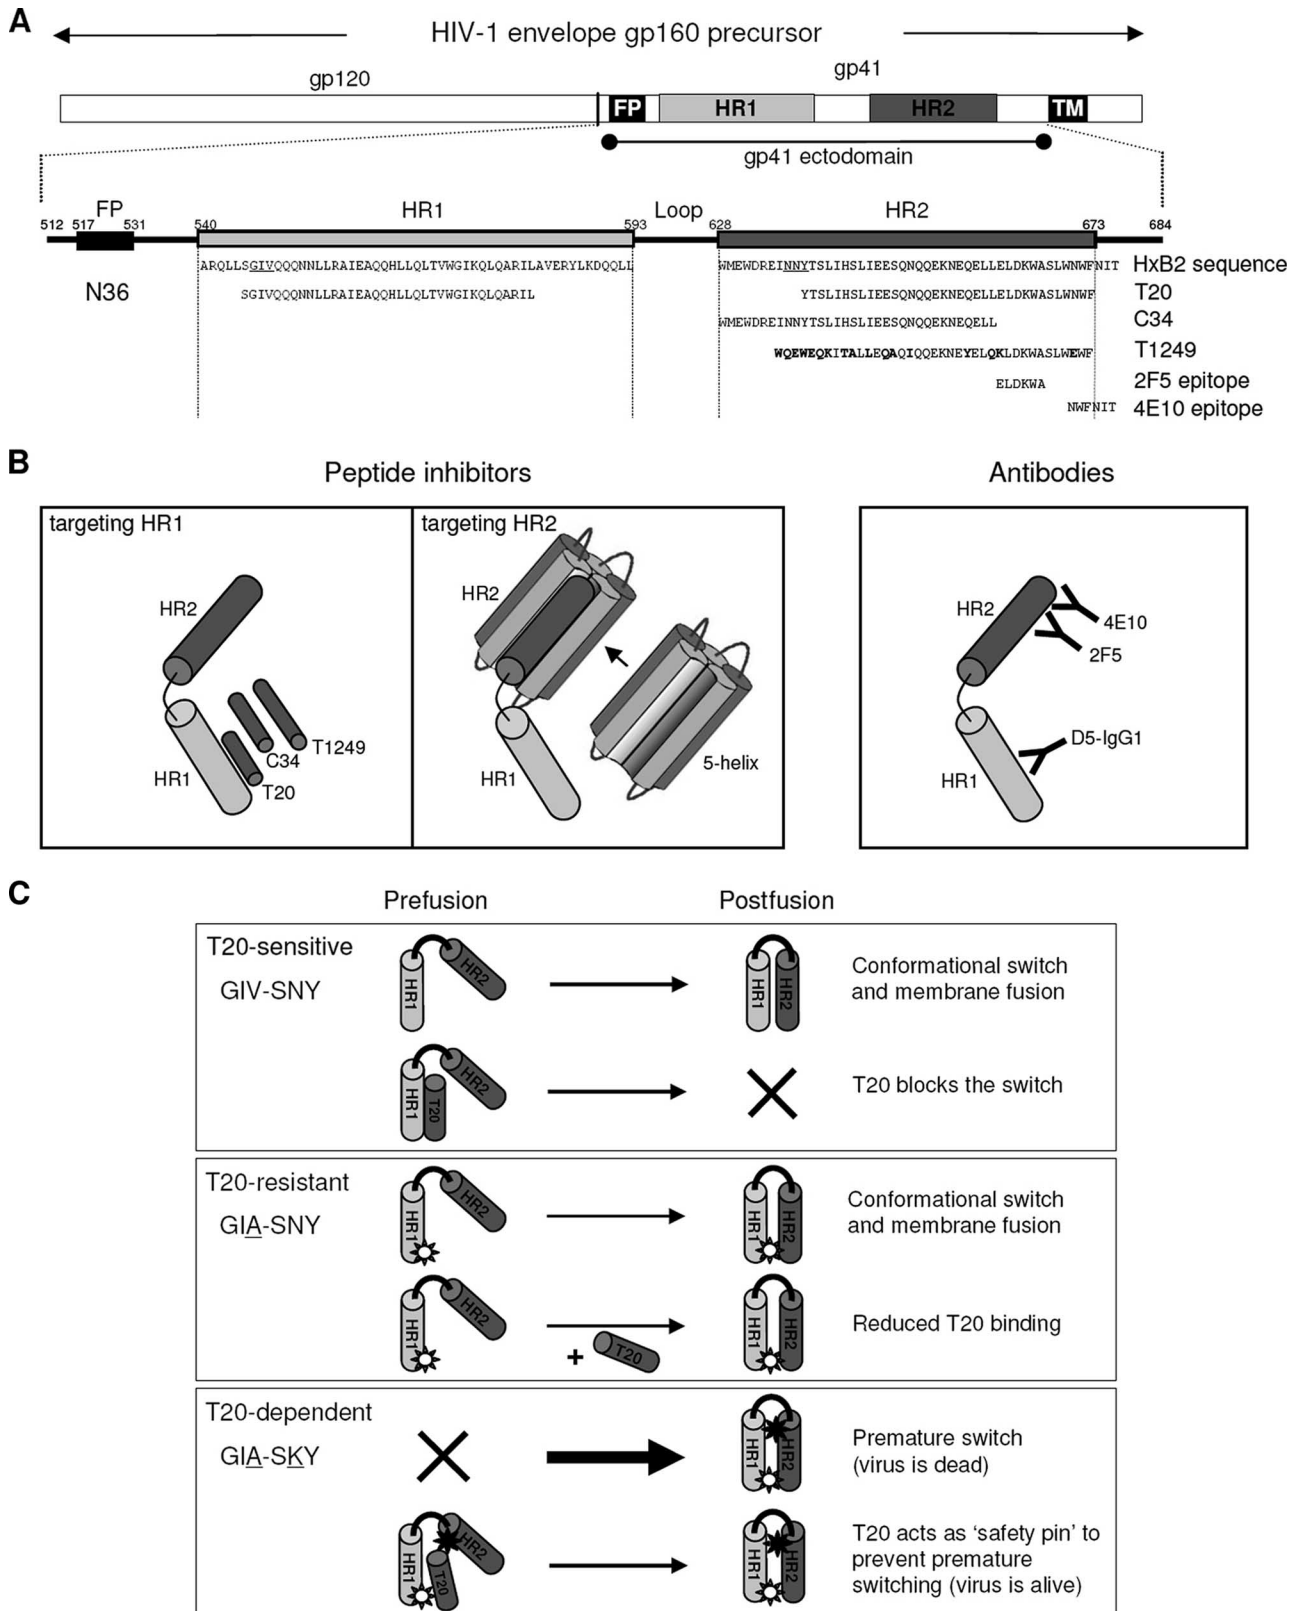 A
HIV-1 envelope gp160 precursor
gp120
gp41
FP
HR1
HR2
TM
gp41 ectodomain
FP
HR1
Loop
HR2
512 517 531 540 593 628 673 684
ARQLLSGIVQQQNNLLRAIEAQQHLLQLTVWGIKQLQARILAVERYLKDQQLL
WMEWDREINNYTSLIHSLIEESQNQQEKNEQELLELDKWASLWNWFNIT HxB2 sequence
N36
SGIVQQQNNLLRAIEAQQHLLQLTVWGIKQLQARIL
YTSLIHSLIEESQNQQEKNEQELLELDKWASLWNWF T20
WMEWDREINNYTSLIHSLIEESQNQQEKNEQELL C34
WQEWEQKITALLEQAQIQQEKNEYELQKLDKWASLWEWF T1249
ELDKWA 2F5 epitope
NWFNIT 4E10 epitope
B
Peptide inhibitors
Antibodies
targeting HR1
HR2
HR1
T1249
C34
T20
targeting HR2
HR2
HR1
5-helix
HR2
4E10
2F5
D5-IgG1
HR1
C
Prefusion
Postfusion
T20-sensitive
GIV-SNY
HR1
HR2
HR1
HR2
Conformational switch
and membrane fusion
HR1
T20
HR2
T20 blocks the switch
T20-resistant
GIA-SNY
HR1
HR2
HR1
HR2
Conformational switch
and membrane fusion
HR1
HR2
+
T20
HR1
HR2
Reduced T20 binding
T20-dependent
GIA-SKY
HR1
HR2
Premature switch
(virus is dead)
HR1
T20
HR2
HR1
HR2
T20 acts as 'safety pin' to
prevent premature
switching (virus is alive)